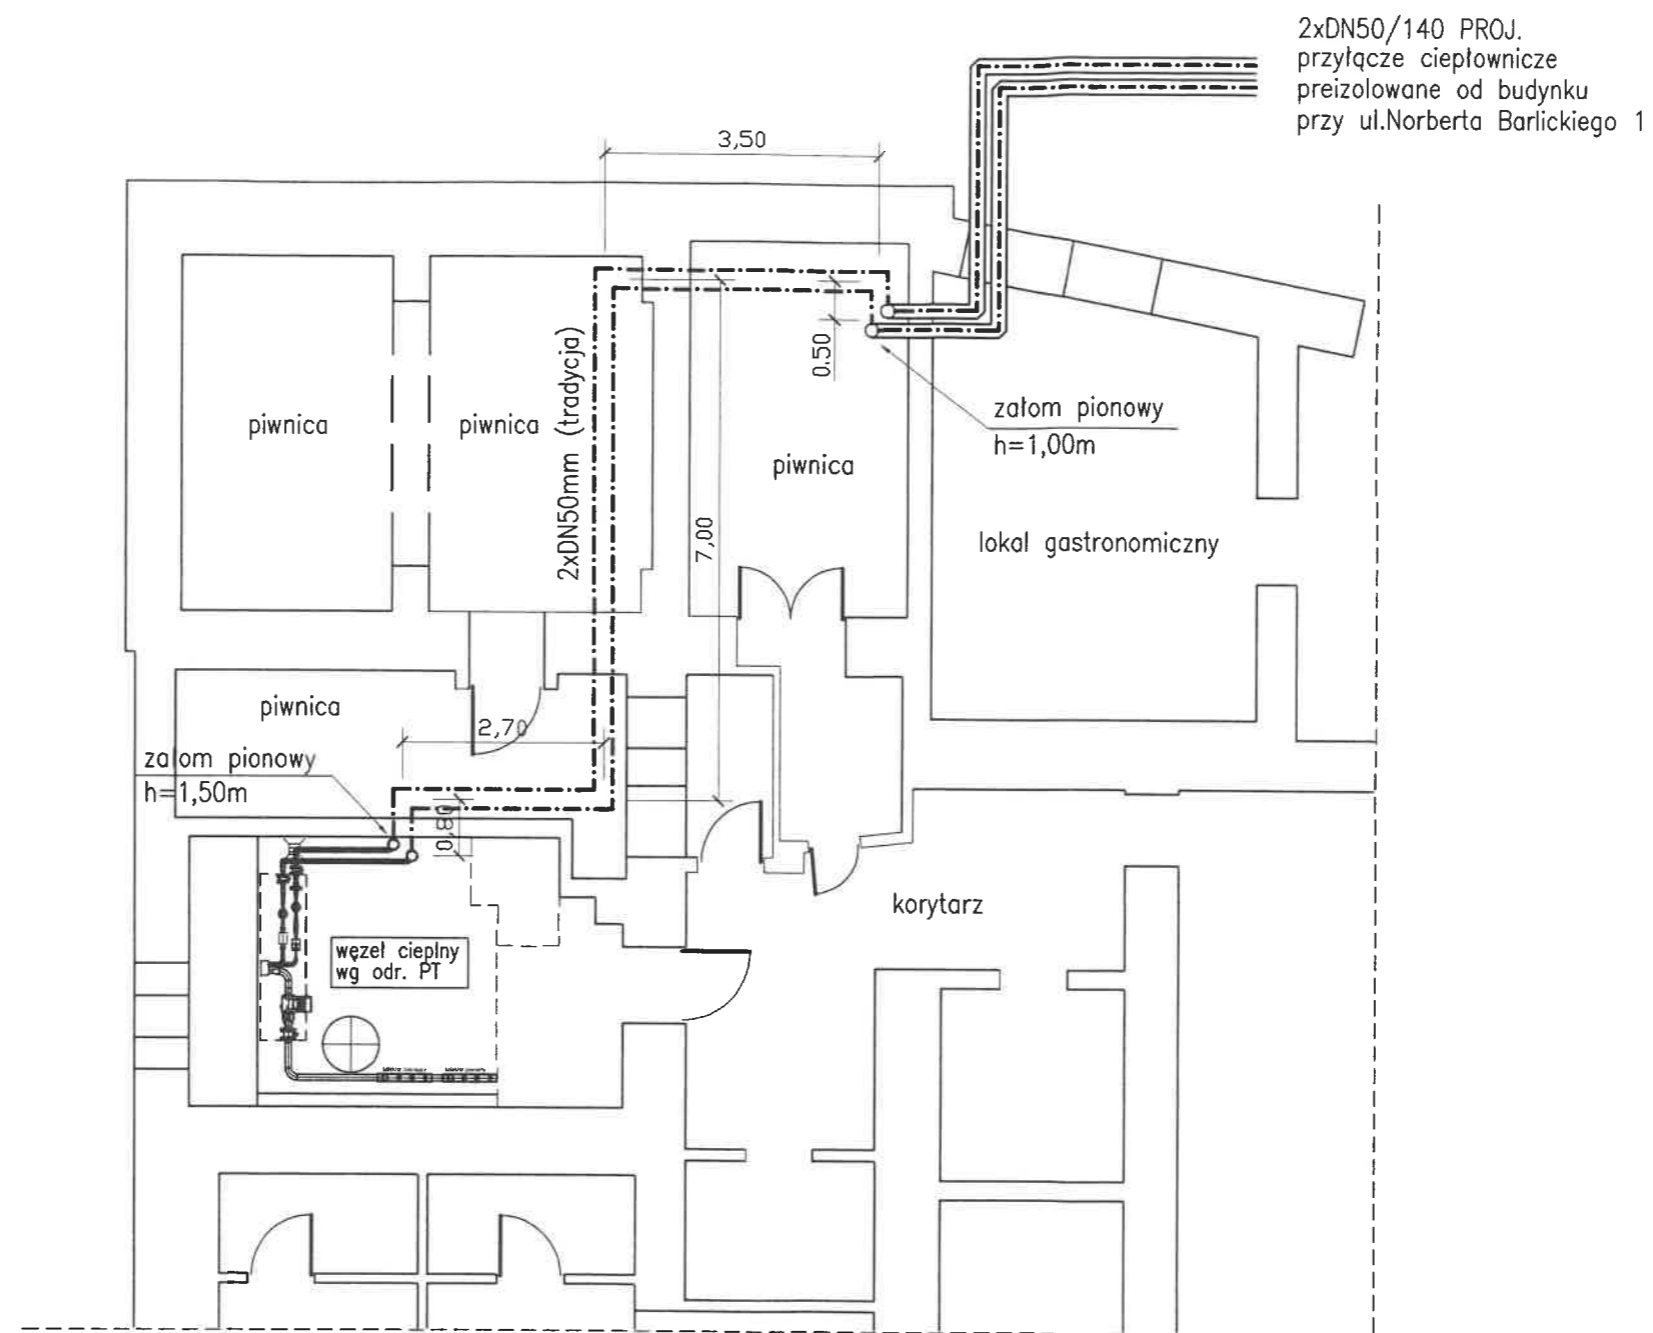 2xDN50/140 PROJ.
przyłącze ciepłownicze
preizolowane od budynku
przy ul.Norberta Barlickiego 1
3,50
0.50
załom pionowy
h=1,00m
piwnica
piwnica
2xDN50mm (tradycja)
piwnica
7,00
lokal gastronomiczny
piwnica
2,70
załom pionowy
h=1,50m
0,80
korytarz
węzeł cieplny
wg odr. PT